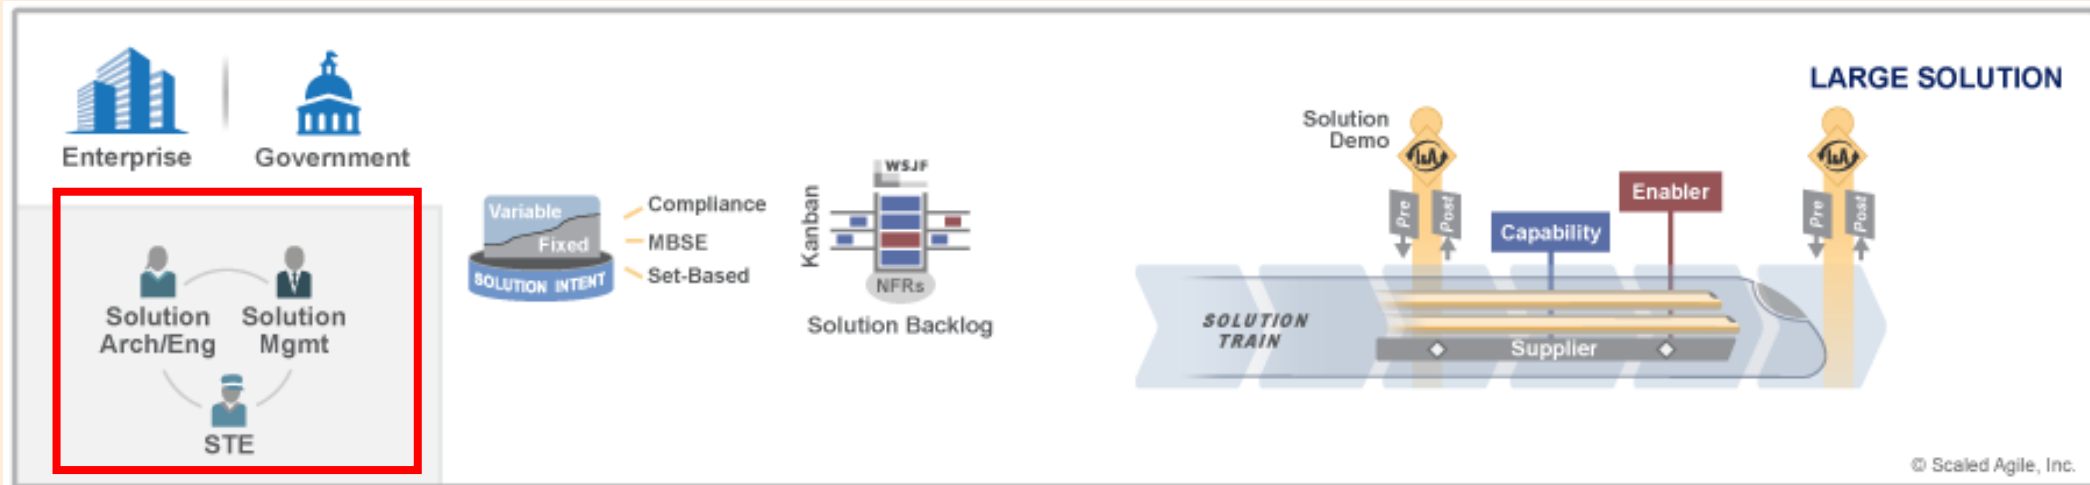 LARGE SOLUTION
Enterprise
Government
Solution
Arch/Eng
Solution
Mgmt
STE
Variable
Fixed
SOLUTION INTENT
Compliance
MBSE
Set-Based
WSJF
Kanban
NFRs
Solution Backlog
Solution
Demo
I&A
Pre
Post
Capability
Enabler
SOLUTION
TRAIN
Supplier
I&A
Pre
Post
© Scaled Agile, Inc.